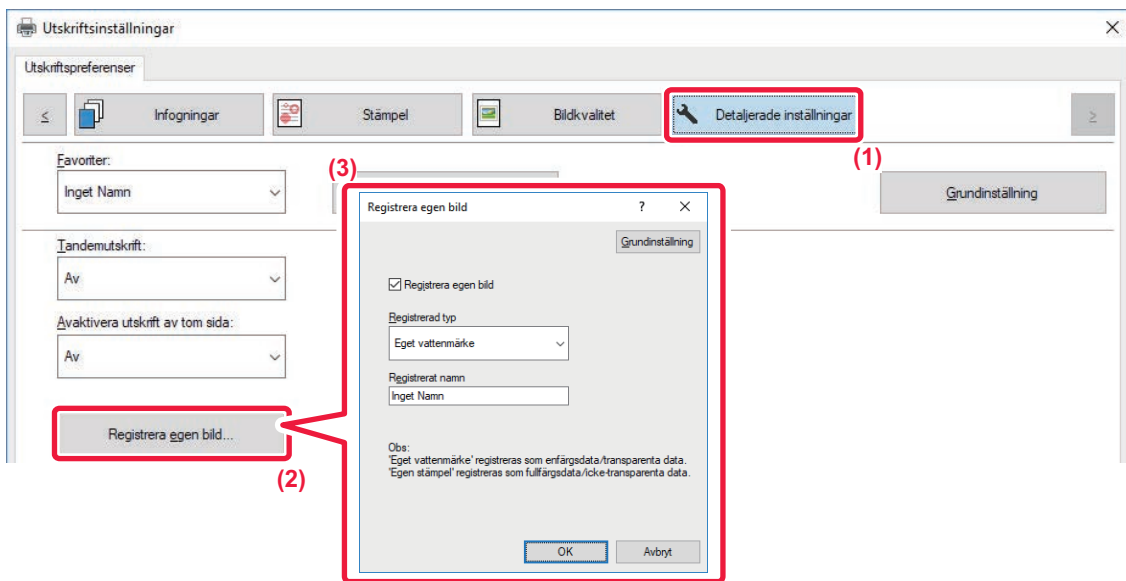 Utskriftsinställningar
Utskriftspreferenser
< Infogningar Stämpel Bildkvalitet Detaljerade inställningar >
(1)
Favoriter:
Inget Namn
Grundinställning
Tandemutskrift:
Av
Avaktivera utskrift av tom sida:
Av
Registrera egen bild...
(2)
(3)
Registrera egen bild ?
Grundinställning
Registrera egen bild
Registrerad typ
Eget vattenmärke
Registrerat namn
Inget Namn
Obs:
'Eget vattenmärke' registreras som enfärgsdata/transparenta data.
'Egen stämpel' registreras som fullfärgsdata/icke-transparenta data.
OK Avbryt